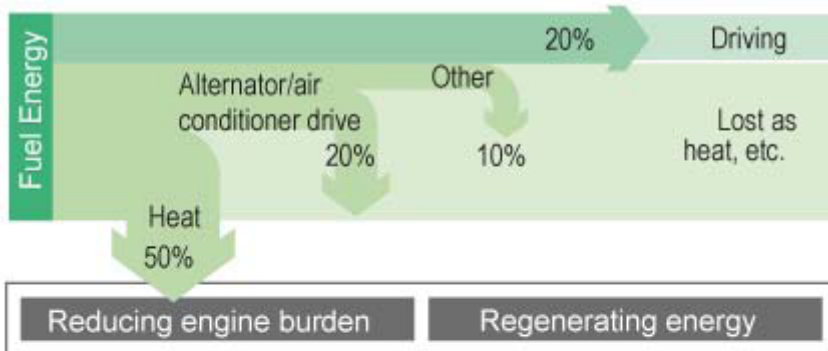 Fuel Energy
20%
Driving
Alternator/air
conditioner drive
20%
Other
10%
Lost as
heat, etc.
Heat
50%
Reducing engine burden
Regenerating energy